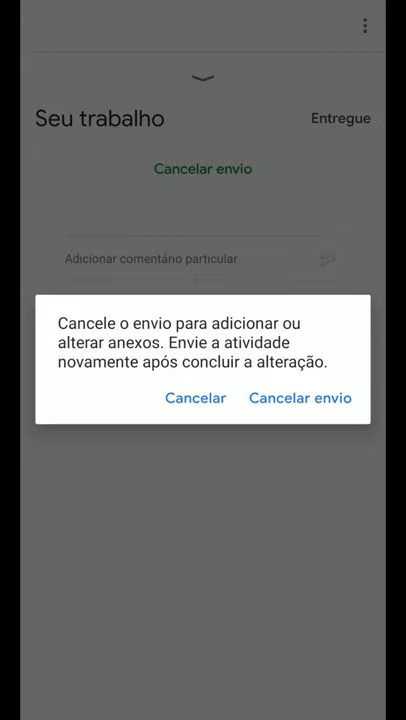 Seu trabalho
Entregue
Cancelar envio
Adicionar comentário particular
Cancele o envio para adicionar ou
alterar anexos. Envie a atividade
novamente após concluir a alteração.
Cancelar
Cancelar envio